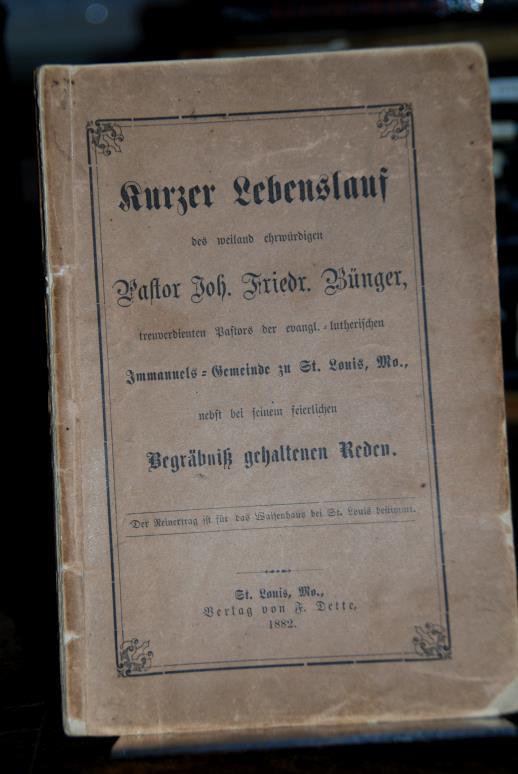 Kurzer Lebenslauf
des weiland ehrwürdigen
Pastor Joh. Friedr. Bünger,
treuverdienten Pastors der evangl.-lutherischen
Immanuels-Gemeinde zu St. Louis, Mo.,
nebst bei seinem feierlichen
Begräbniß gehaltenen Reden.
Der Reinertrag ist für das Waisenhaus bei St. Louis bestimmt.
St. Louis, Mo.,
Verlag von F. Dette,
1882.